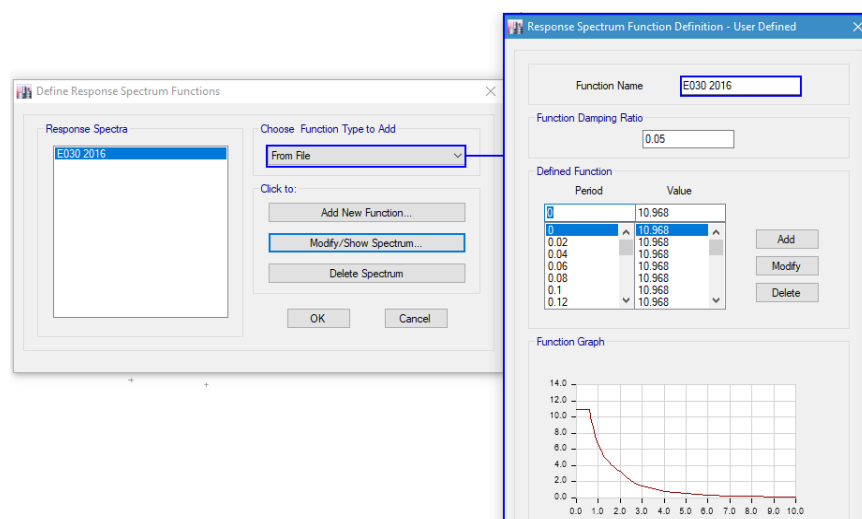 Define Response Spectrum Functions
Response Spectra
E030 2016
Choose Function Type to Add
From File
Click to:
Add New Function...
Modify/Show Spectrum...
Delete Spectrum
OK Cancel
Response Spectrum Function Definition - User Defined
Function Name E030 2016
Function Damping Ratio
0.05
Defined Function
Period Value
0 10.968
0 10.968
0.02 10.968
0.04 10.968
0.06 10.968
0.08 10.968
0.1 10.968
0.12 10.968
Add
Modify
Delete
Function Graph
14.0
12.0
10.0
8.0
6.0
4.0
2.0
0.0
0.0 1.0 2.0 3.0 4.0 5.0 6.0 7.0 8.0 9.0 10.0